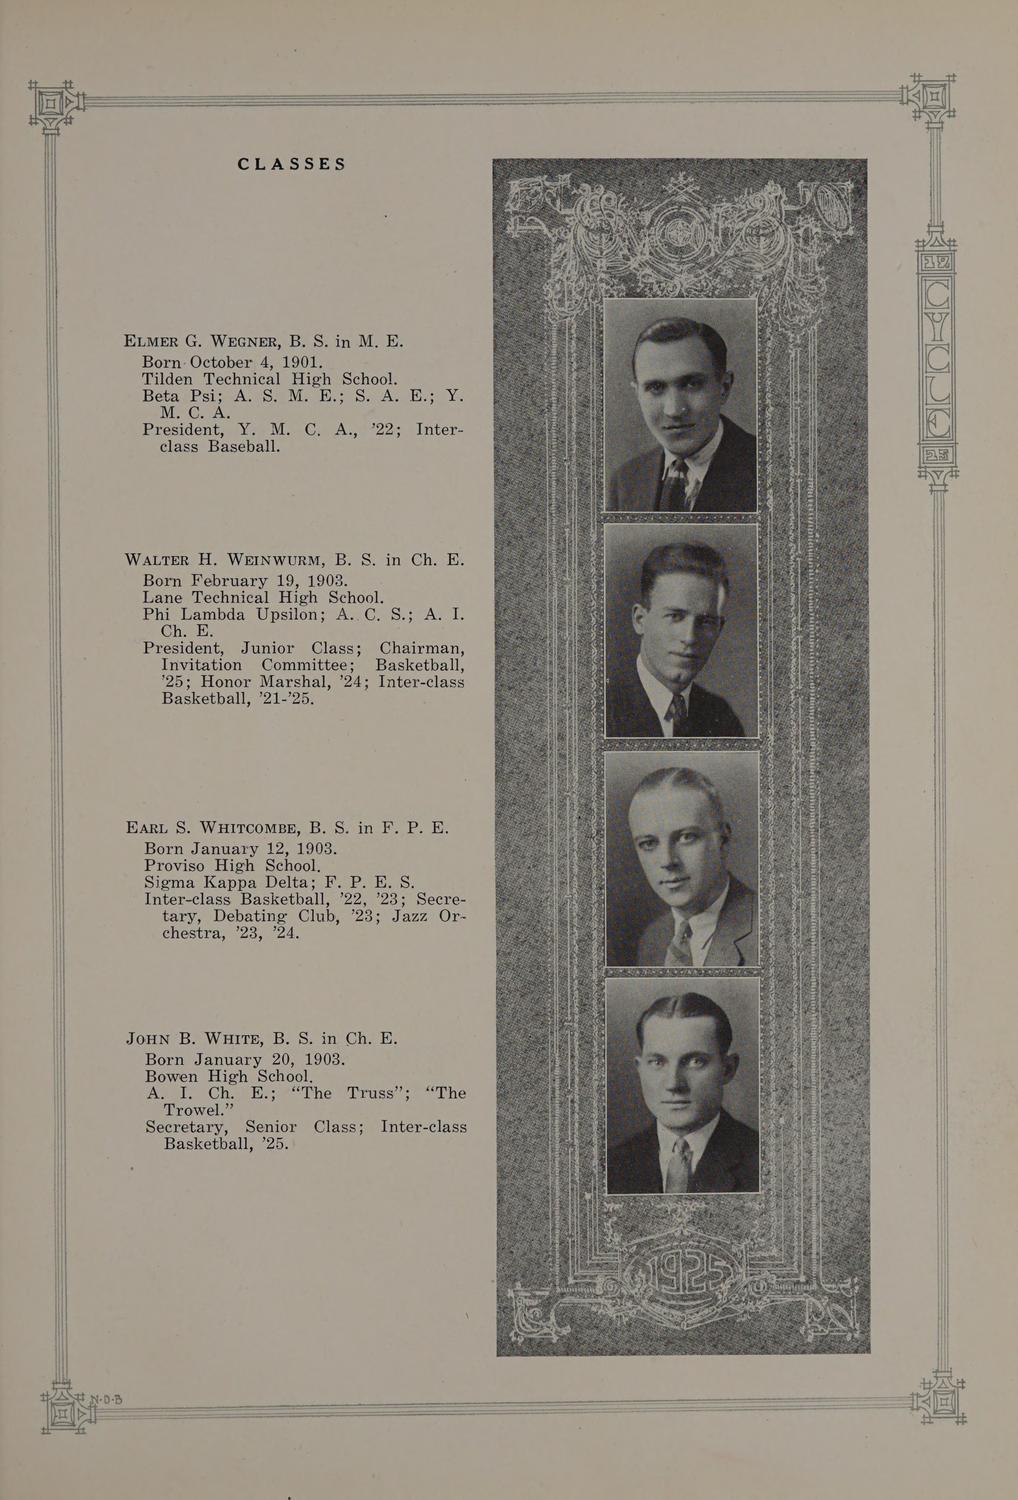 CLASSES
ELMER G. WEGNER, B. S. in M. E.
Born October 4, 1901.
Tilden Technical High School.
Beta Psi; A. S. M. E.; S. A. E.; Y.
M. C. A.
President, Y. M. C. A., ’22; Inter-
class Baseball.
WALTER H. WEINWURM, B. S. in Ch. E.
Born February 19, 1903.
Lane Technical High School.
Phi Lambda Upsilon; A. C. S.; A. I.
Ch. E.
President, Junior Class; Chairman,
Invitation Committee; Basketball,
’25; Honor Marshal, ’24; Inter-class
Basketball, ’21-’25.
EARL S. WHITCOMBE, B. S. in F. P. E.
Born January 12, 1903.
Proviso High School.
Sigma Kappa Delta; F. P. E. S.
Inter-class Basketball, ’22, ’23; Secre-
tary, Debating Club, ’23; Jazz Or-
chestra, ’23, ’24.
JOHN B. WHITE, B. S. in Ch. E.
Born January 20, 1903.
Bowen High School.
A. I. Ch. E.; “The Truss”; “The
Trowel.”
Secretary, Senior Class; Inter-class
Basketball, ’25.
1925
CYCLE
N·D·B